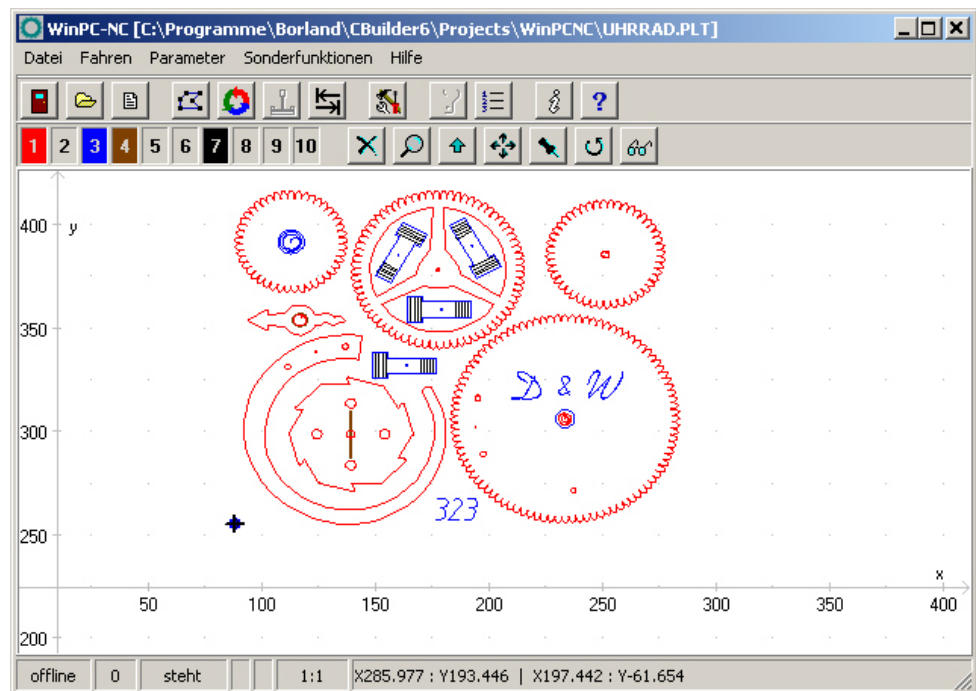 WinPC-NC [C:\Programme\Borland\CBuilder6\Projects\WinPCNC\UHRRAD.PLT]
Datei Fahren Parameter Sonderfunktionen Hilfe
1 2 3 4 5 6 7 8 9 10
400 y
350
D & W
300
323
250
x
50 100 150 200 250 300 350 400
200
offline 0 steht 1:1 X285.977 : Y193.446 | X197.442 : Y-61.654